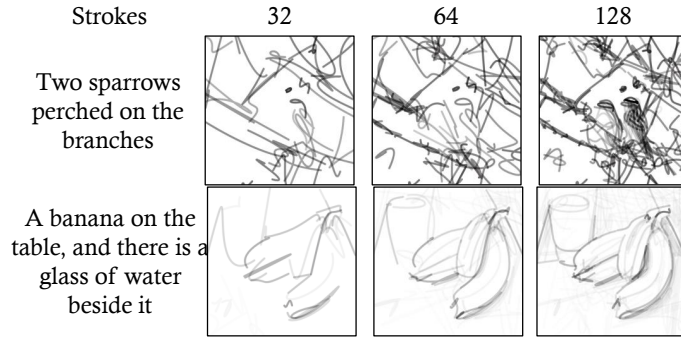 Strokes 32 64 128
Two sparrows
perched on the
branches
A banana on the
table, and there is a
glass of water
beside it